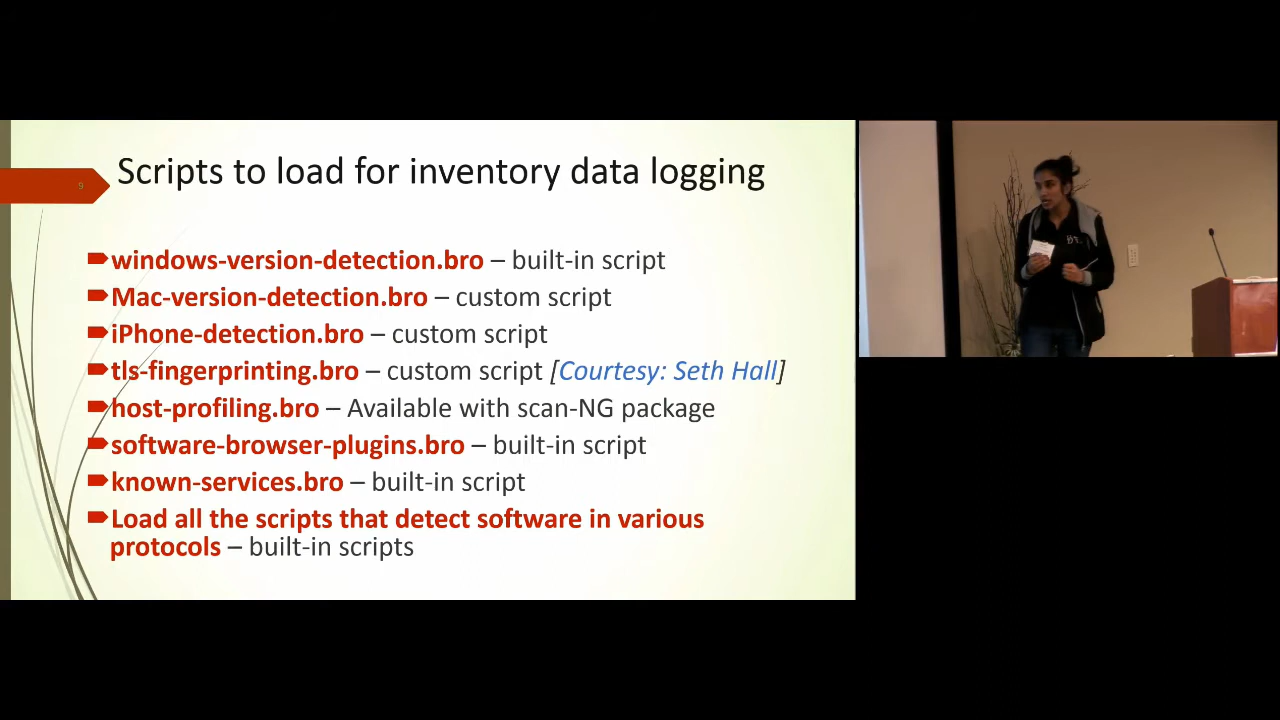 Scripts to load for inventory data logging
9
windows-version-detection.bro – built-in script
Mac-version-detection.bro – custom script
iPhone-detection.bro – custom script
tls-fingerprinting.bro – custom script [Courtesy: Seth Hall]
host-profiling.bro – Available with scan-NG package
software-browser-plugins.bro – built-in script
known-services.bro – built-in script
Load all the scripts that detect software in various
protocols – built-in scripts